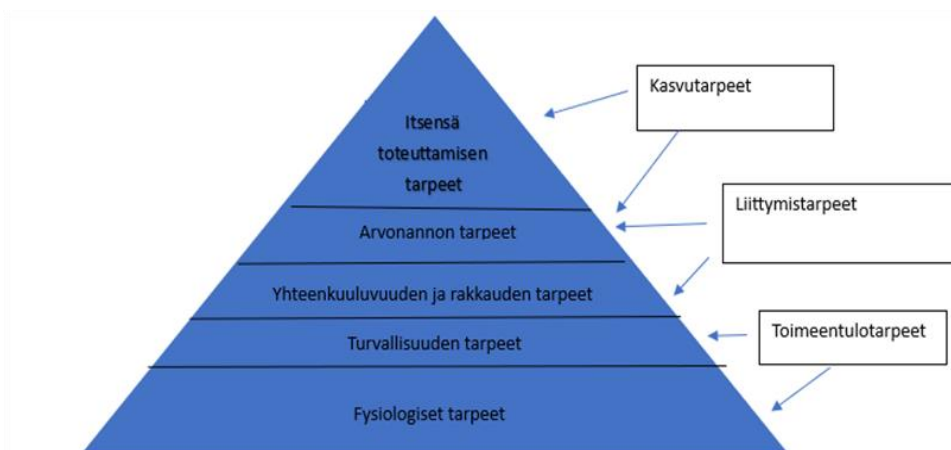 Itsensä
toteuttamisen
tarpeet
Arvonannon tarpeet
Yhteenkuuluvuuden ja rakkauden tarpeet
Turvallisuuden tarpeet
Fysiologiset tarpeet
Kasvutarpeet
Liittymistarpeet
Toimeentulotarpeet